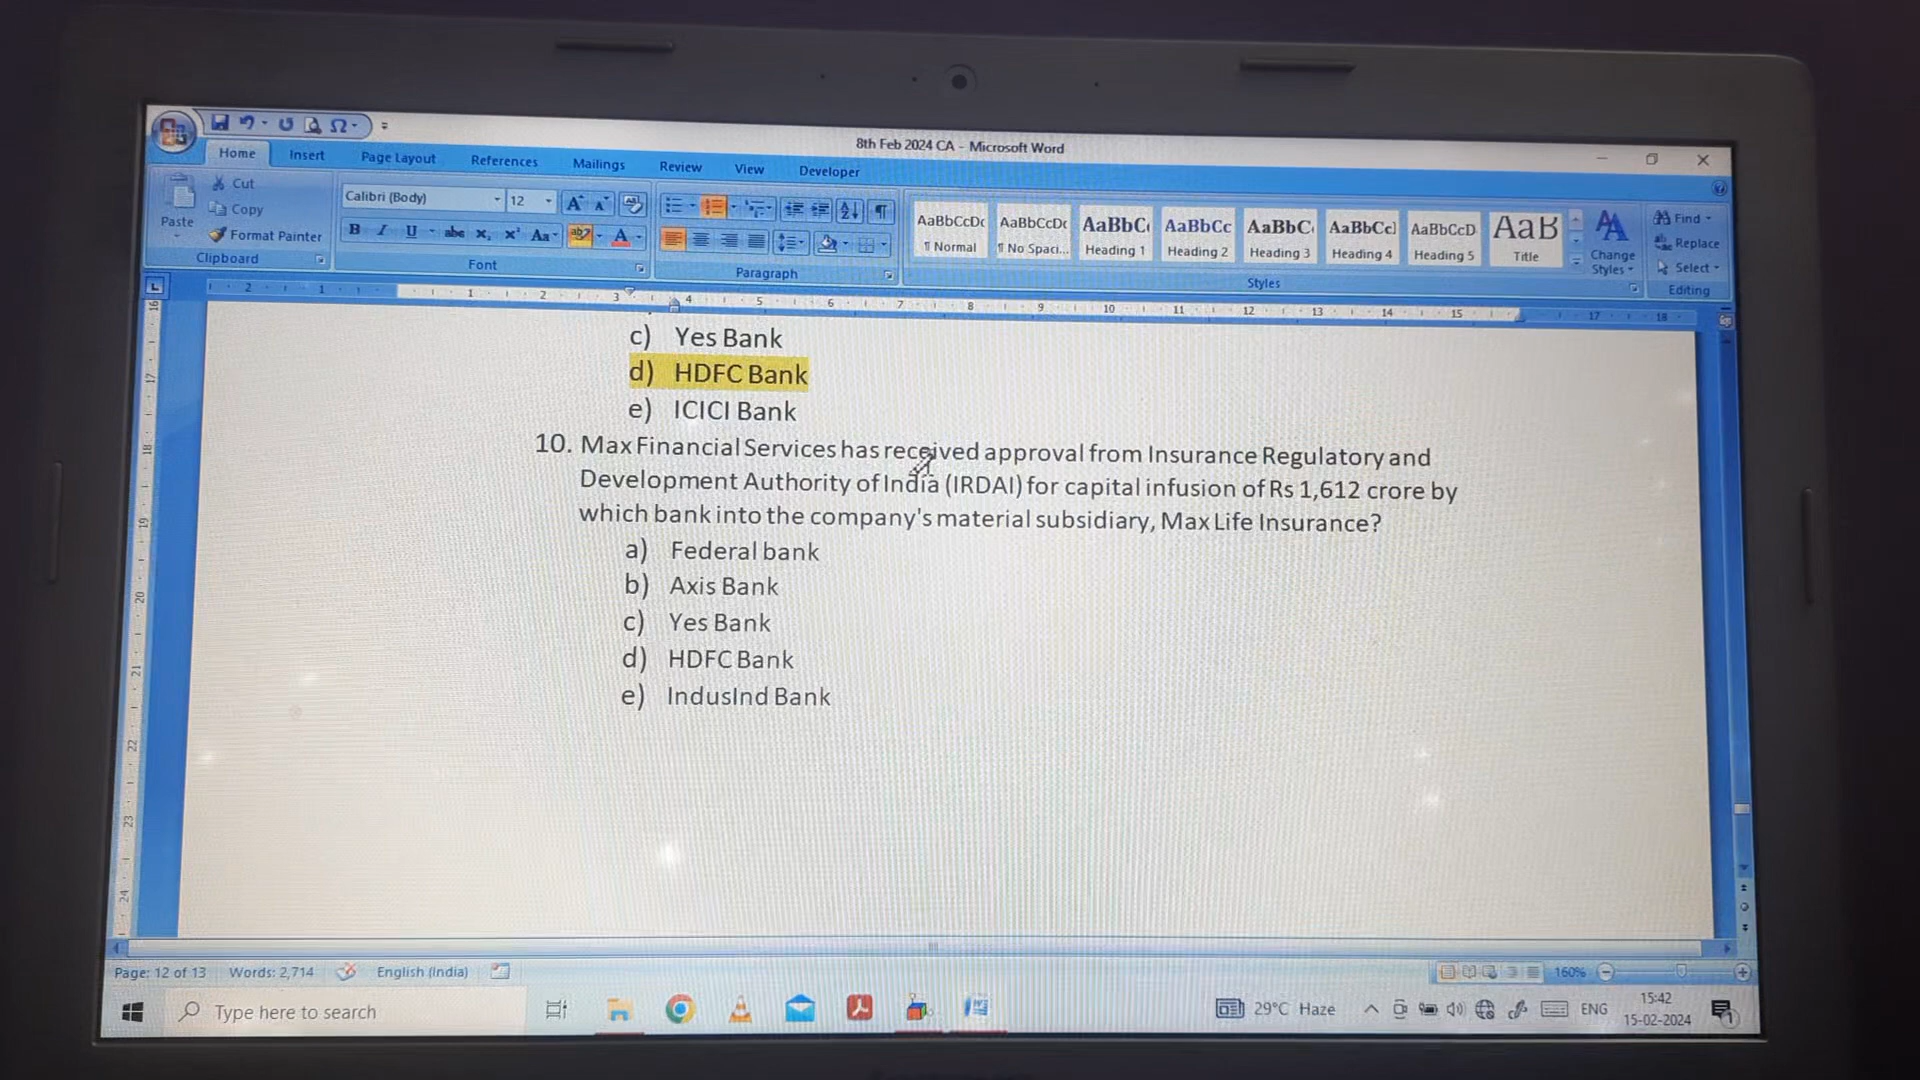 8th Feb 2024 CA - Microsoft Word
Home Insert Page Layout References Mailings Review View Developer
Cut
Copy
Format Painter
Paste
Clipboard
Calibri (Body) 12
Font
Paragraph
AaBbCcDc AaBbCcDc AaBbC AaBbCc AaBbC AaBbCc AaBbCcD AaB
¶ Normal ¶ No Spaci... Heading 1 Heading 2 Heading 3 Heading 4 Heading 5 Title
Change
Styles
Styles
Find
Replace
Select
Editing
c) Yes Bank
d) HDFC Bank
e) ICICI Bank
10. Max Financial Services has received approval from Insurance Regulatory and
Development Authority of India (IRDAI) for capital infusion of Rs 1,612 crore by
which bank into the company's material subsidiary, Max Life Insurance?
a) Federal bank
b) Axis Bank
c) Yes Bank
d) HDFC Bank
e) IndusInd Bank
Page: 12 of 13 Words: 2,714 English (India) 160%
Type here to search
29°C Haze ENG
15:42
15-02-2024